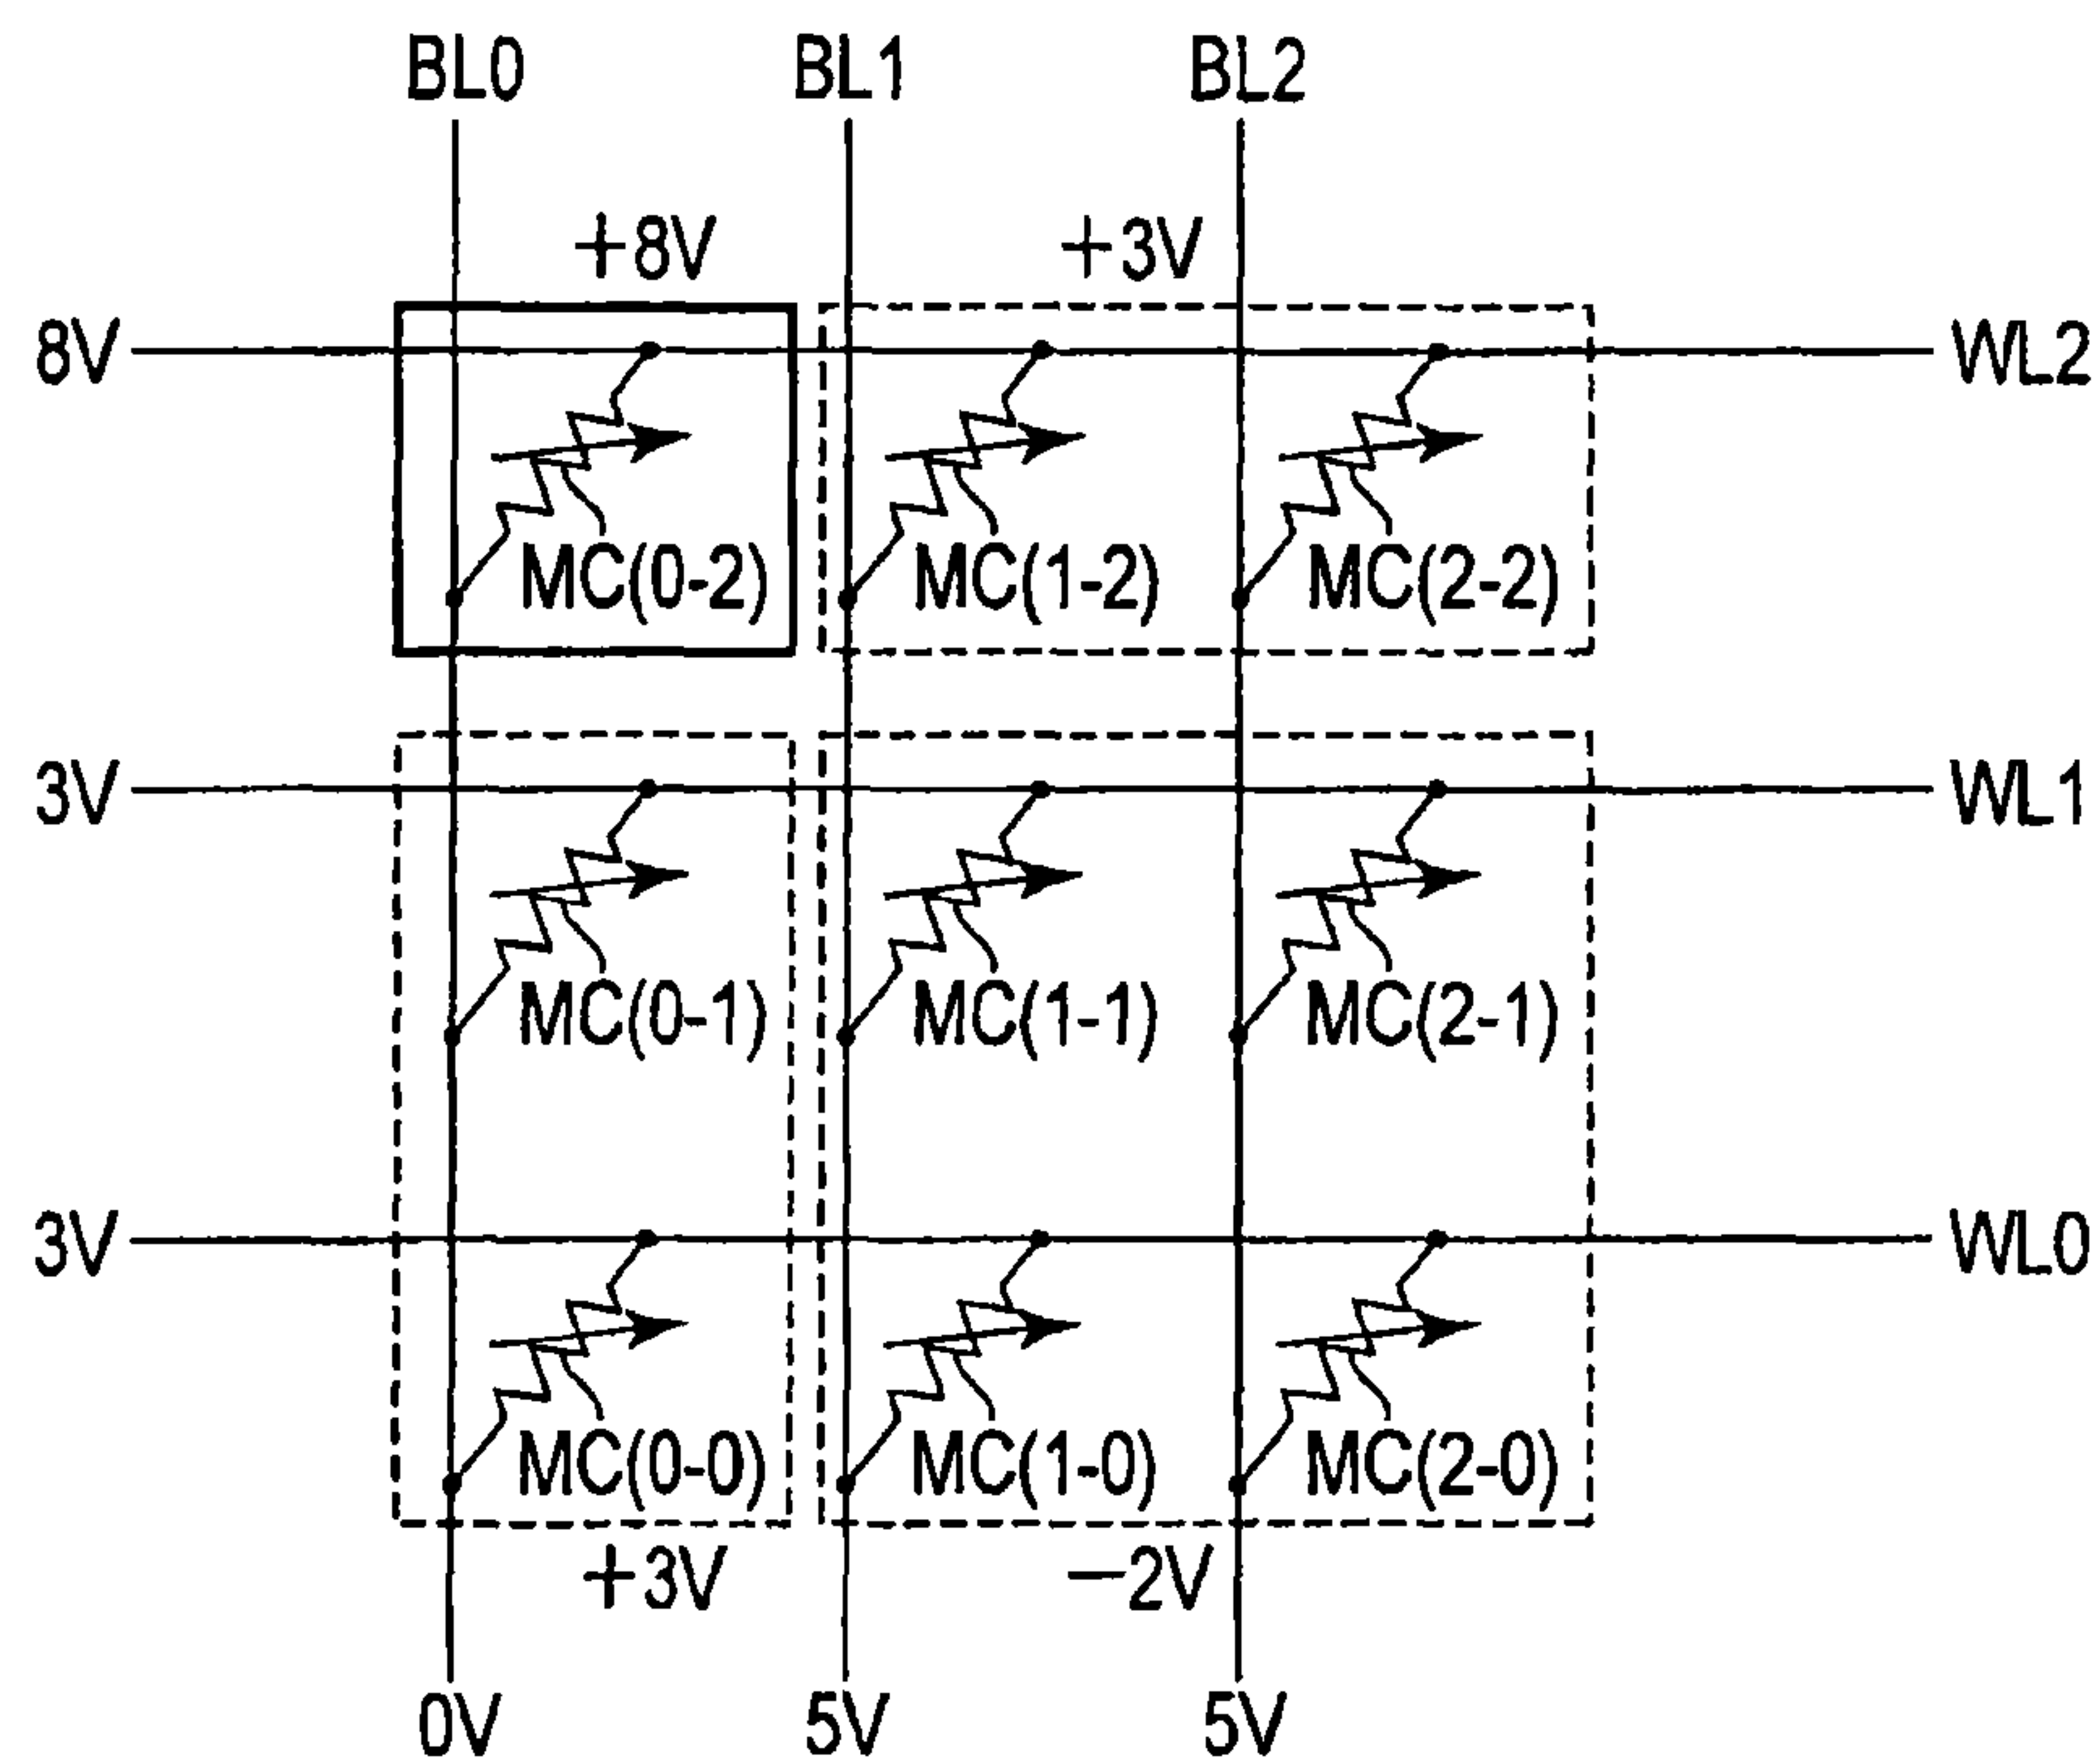 BL0 BL1 BL2
+8V +3V
8V WL2
MC(0-2) MC(1-2) MC(2-2)
3V WL1
MC(0-1) MC(1-1) MC(2-1)
3V WL0
MC(0-0) MC(1-0) MC(2-0)
+3V −2V
0V 5V 5V